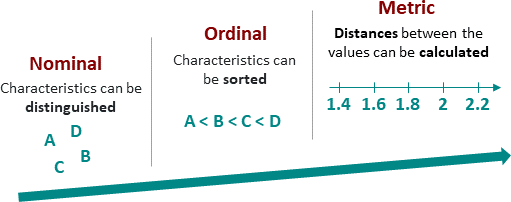 Nominal
Characteristics can be
distinguished
A
D
B
C
Ordinal
Characteristics can
be sorted
A < B < C < D
Metric
Distances between the
values can be calculated
1.4 1.6 1.8 2 2.2